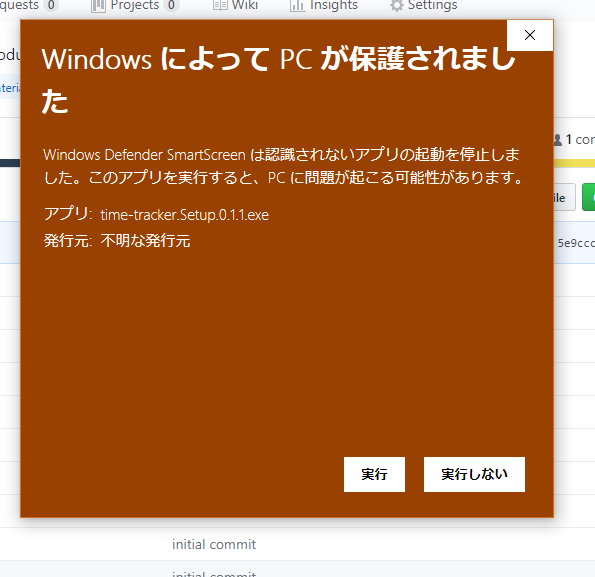 quests 0 Projects 0 Wiki Insights Settings
Windows によって PC が保護されまし
た
Windows Defender SmartScreen は認識されないアプリの起動を停止しま
した。このアプリを実行すると、PC に問題が起こる可能性があります。
アプリ: time-tracker.Setup.0.1.1.exe
発行元: 不明な発行元
1 con
5e9ccc
実行 実行しない
initial commit
initial commit